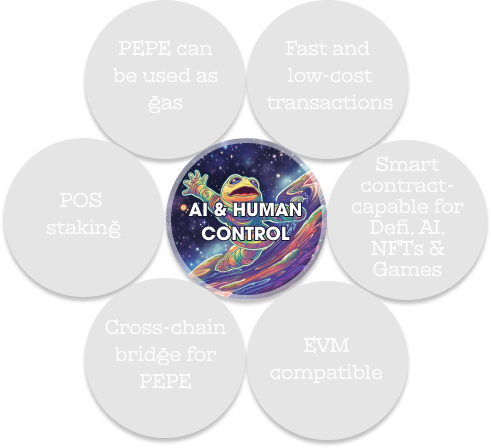 PEPE can
be used as
gas
Fast and
low-cost
transactions
POS
staking
AI & HUMAN
CONTROL
Smart
contract-
capable for
Defi, AI,
NFTs &
Games
Cross-chain
bridge for
PEPE
EVM
compatible